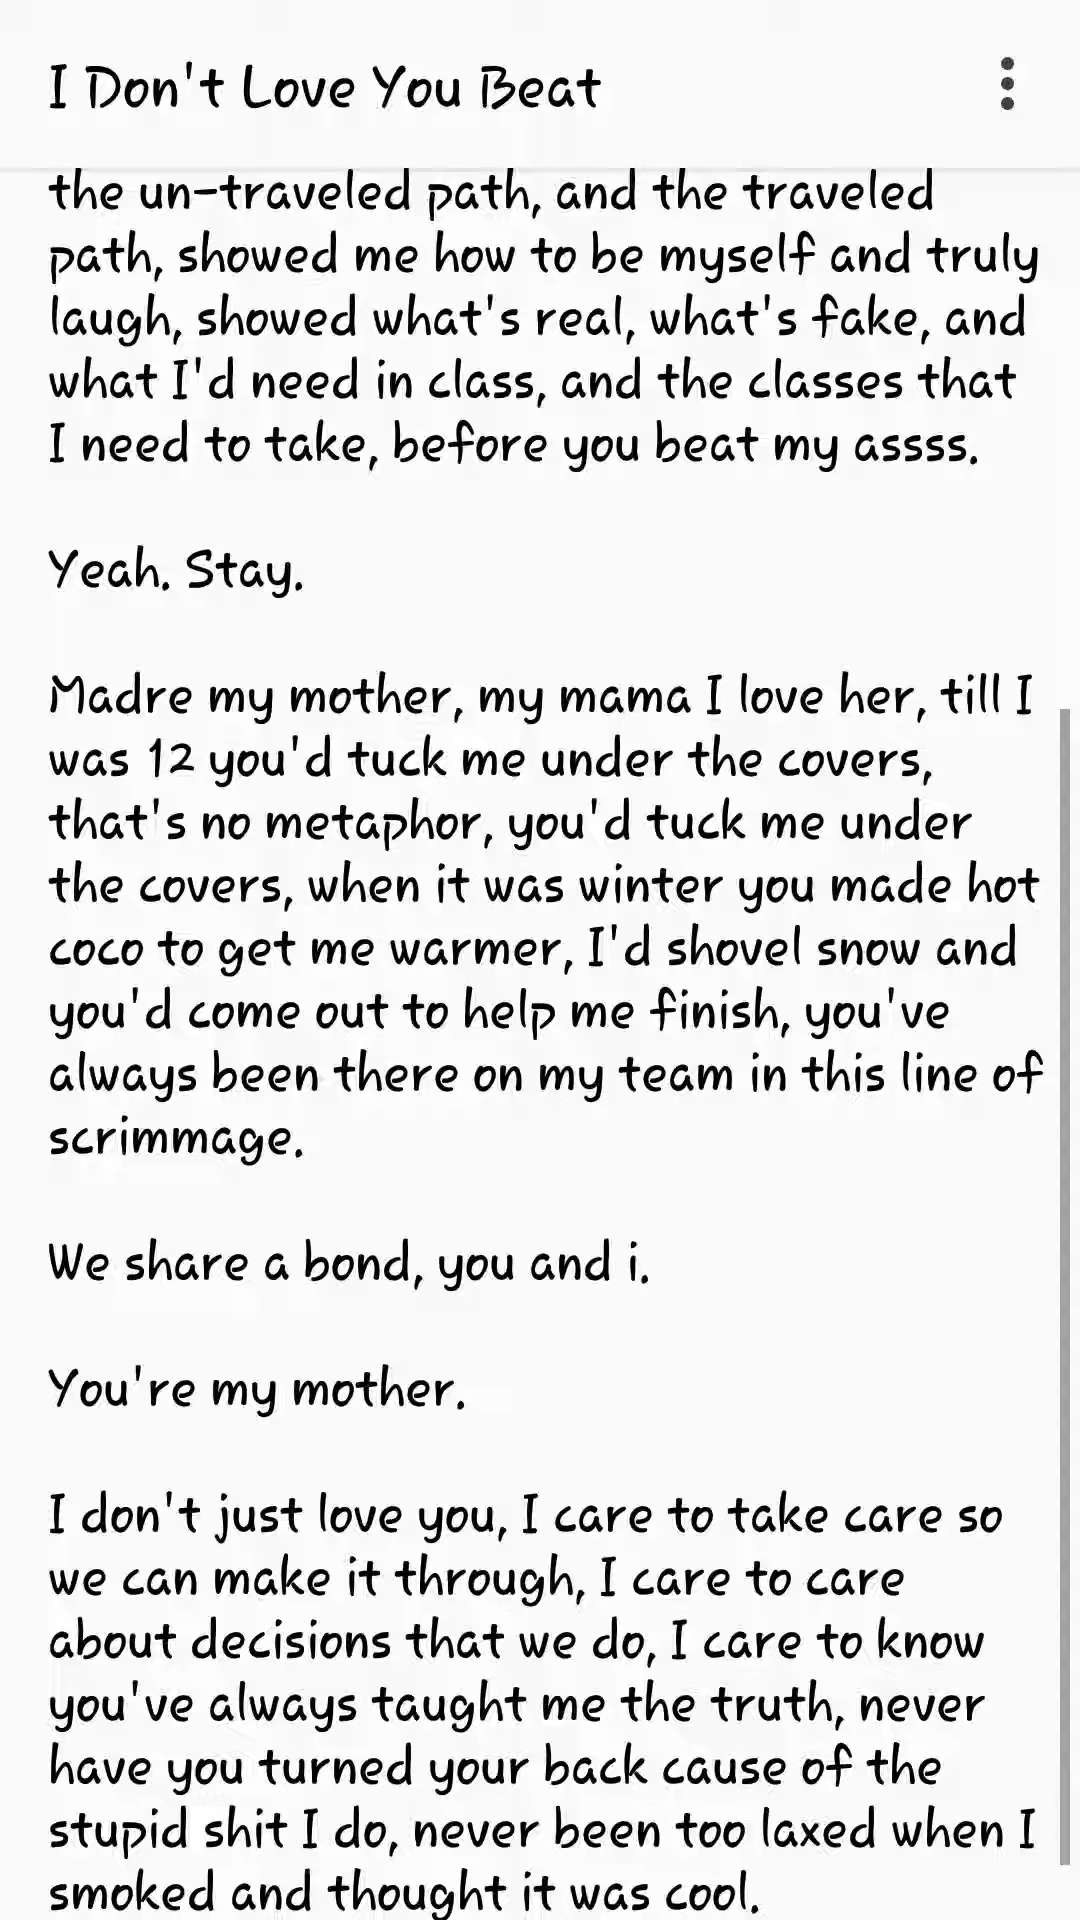 I Don't Love You Beat
the un-traveled path, and the traveled
path, showed me how to be myself and truly
laugh, showed what's real, what's fake, and
what I'd need in class, and the classes that
I need to take, before you beat my assss.
Yeah. Stay.
Madre my mother, my mama I love her, till I
was 12 you'd tuck me under the covers,
that's no metaphor, you'd tuck me under
the covers, when it was winter you made hot
coco to get me warmer, I'd shovel snow and
you'd come out to help me finish, you've
always been there on my team in this line of
scrimmage.
We share a bond, you and i.
You're my mother.
I don't just love you, I care to take care so
we can make it through, I care to care
about decisions that we do, I care to know
you've always taught me the truth, never
have you turned your back cause of the
stupid shit I do, never been too laxed when I
smoked and thought it was cool.